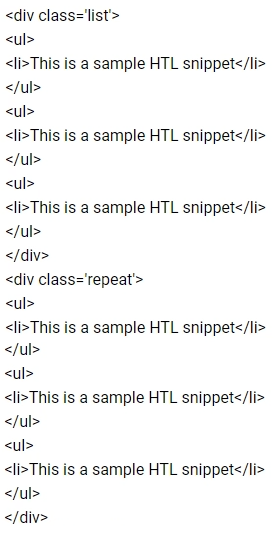 <div class='list'>
<ul>
<li>This is a sample HTL snippet</li>
</ul>
<ul>
<li>This is a sample HTL snippet</li>
</ul>
<ul>
<li>This is a sample HTL snippet</li>
</ul>
</div>
<div class='repeat'>
<ul>
<li>This is a sample HTL snippet</li>
</ul>
<ul>
<li>This is a sample HTL snippet</li>
</ul>
<ul>
<li>This is a sample HTL snippet</li>
</ul>
</div>